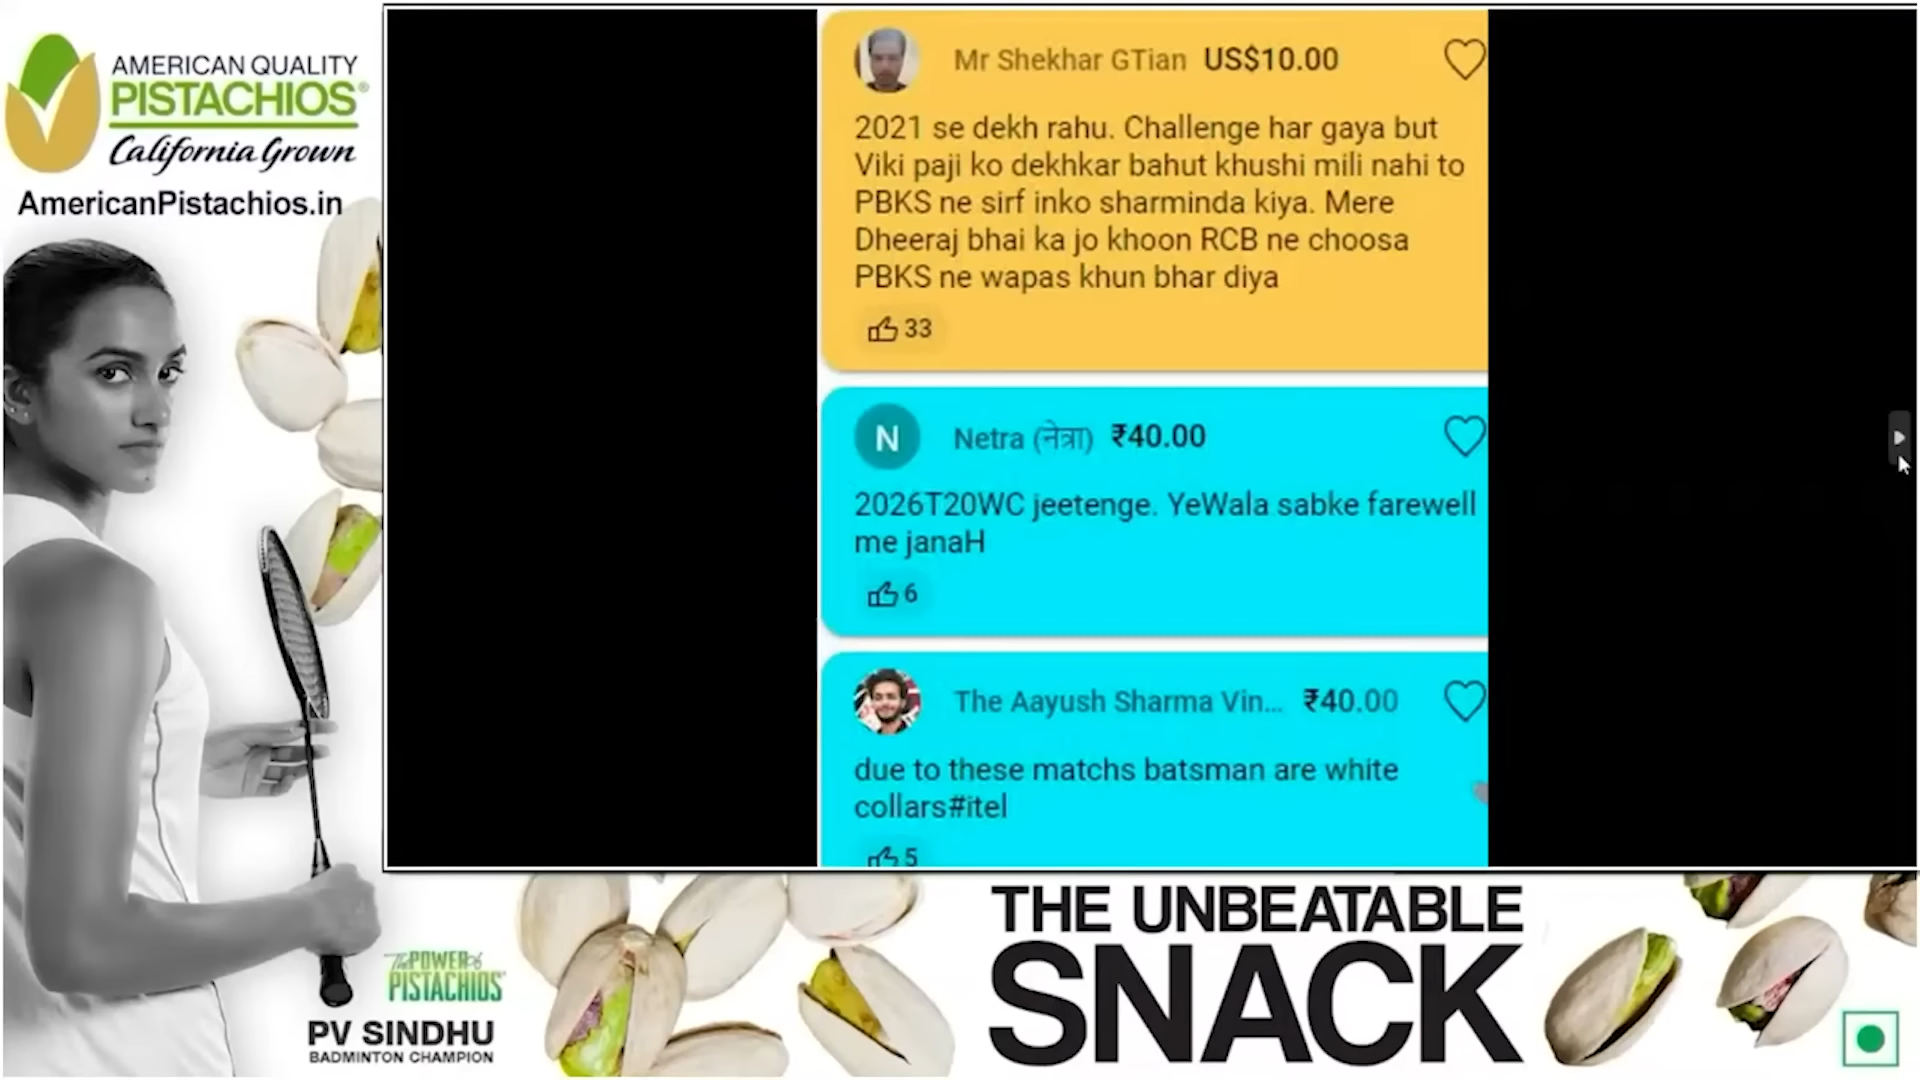 AMERICAN QUALITY
PISTACHIOS®
California Grown
AmericanPistachios.in
Mr Shekhar GTian US$10.00
2021 se dekh rahu. Challenge har gaya but
Viki paji ko dekhkar bahut khushi mili nahi to
PBKS ne sirf inko sharminda kiya. Mere
Dheeraj bhai ka jo khoon RCB ne choosa
PBKS ne wapas khun bhar diya
33
N
Netra (नेत्रा) ₹40.00
2026T20WC jeetenge. YeWala sabke farewell
me janaH
6
The Aayush Sharma Vin... ₹40.00
due to these matchs batsman are white
collars#itel
5
The POWER of
PISTACHIOS
PV SINDHU
BADMINTON CHAMPION
THE UNBEATABLE
SNACK